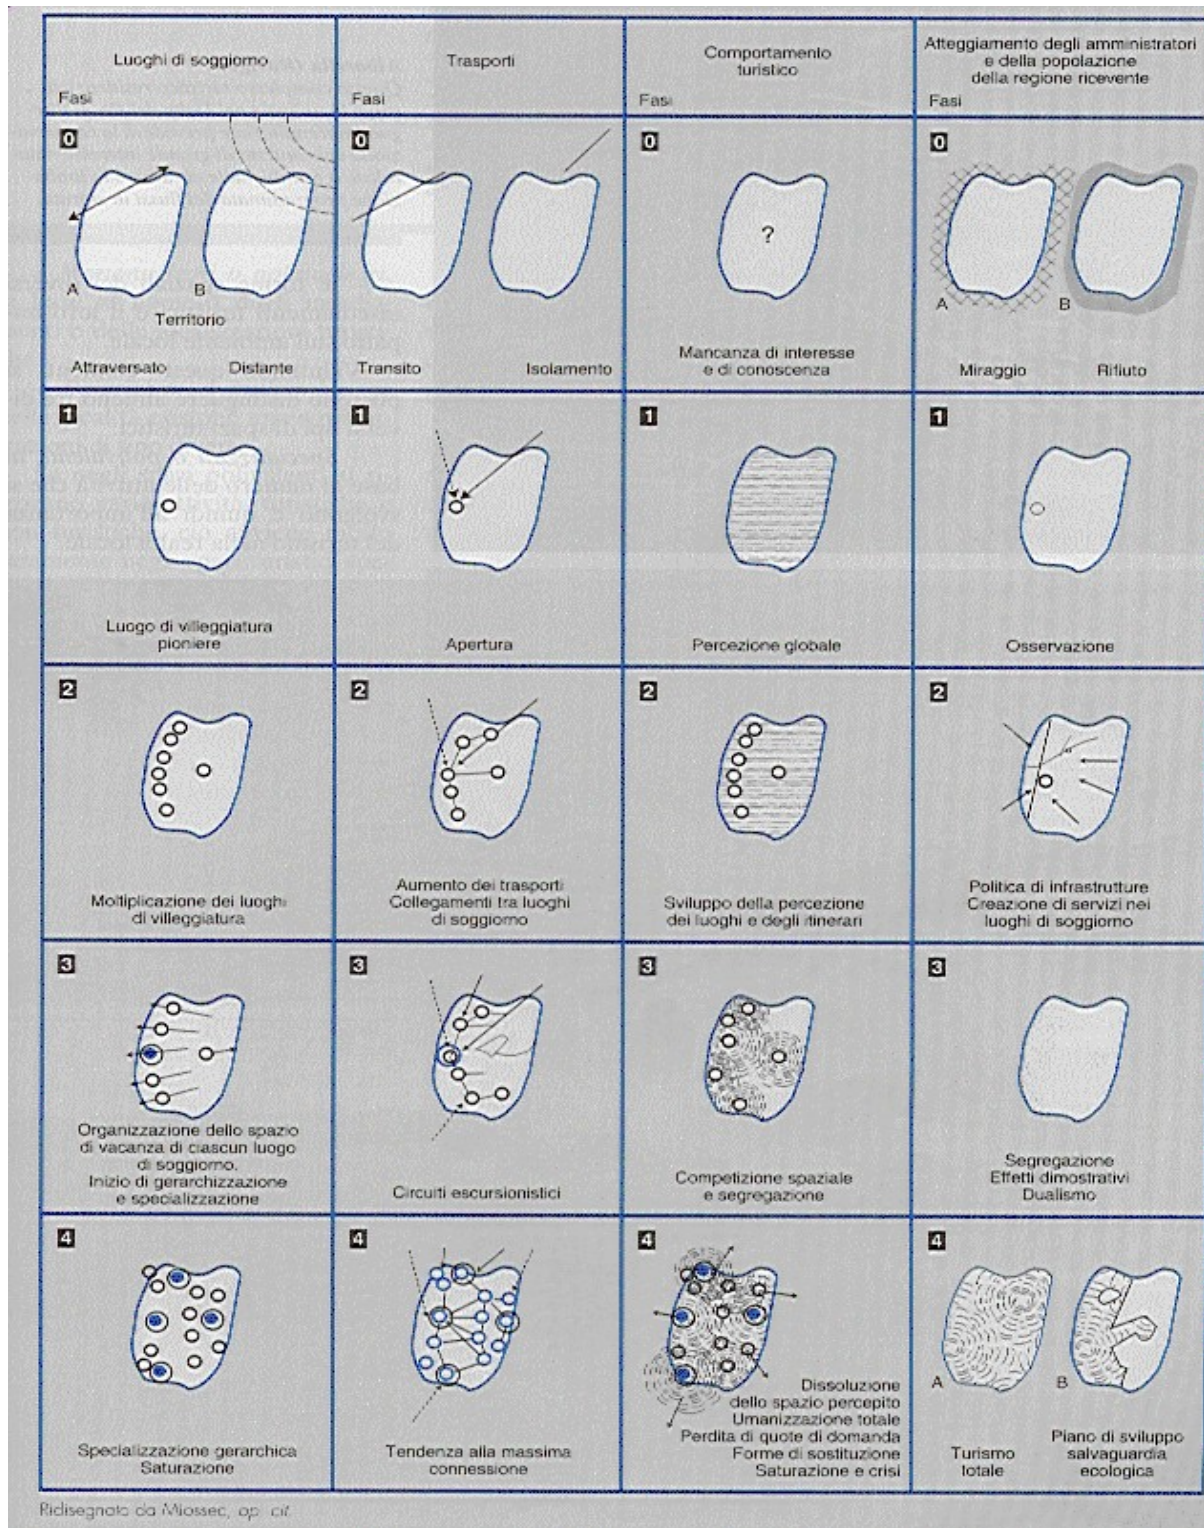 Luoghi di soggiorno
Fasi
Trasporti
Fasi
Comportamento
turistico
Fasi
Atteggiamento degli amministratori
e della popolazione
della regione ricevente
Fasi
0
A
B
Territorio
Attraversato
Distante
0
Transito
Isolamento
0
?
Mancanza di interesse
e di conoscenza
0
A
B
Miraggio
Rifiuto
1
Luogo di villeggiatura
pioniere
1
Apertura
1
Percezione globale
1
Osservazione
2
Moltiplicazione dei luoghi
di villeggiatura
2
Aumento dei trasporti
Collegamenti tra luoghi
di soggiorno
2
Sviluppo della percezione
dei luoghi e degli itinerari
2
Politica di infrastrutture
Creazione di servizi nei
luoghi di soggiorno
3
Organizzazione dello spazio
di vacanza di ciascun luogo
di soggiorno.
Inizio di gerarchizzazione
e specializzazione
3
Circuiti escursionistici
3
Competizione spaziale
e segregazione
3
Segregazione
Effetti dimostrativi
Dualismo
4
Specializzazione gerarchica
Saturazione
4
Tendenza alla massima
connessione
4
Dissoluzione
dello spazio percepito
Umanizzazione totale
Perdita di quote di domanda
Forme di sostituzione
Saturazione e crisi
4
A
B
Turismo
totale
Piano di sviluppo
salvaguardia
ecologica
Ridisegnato da Miossec, op. cit.